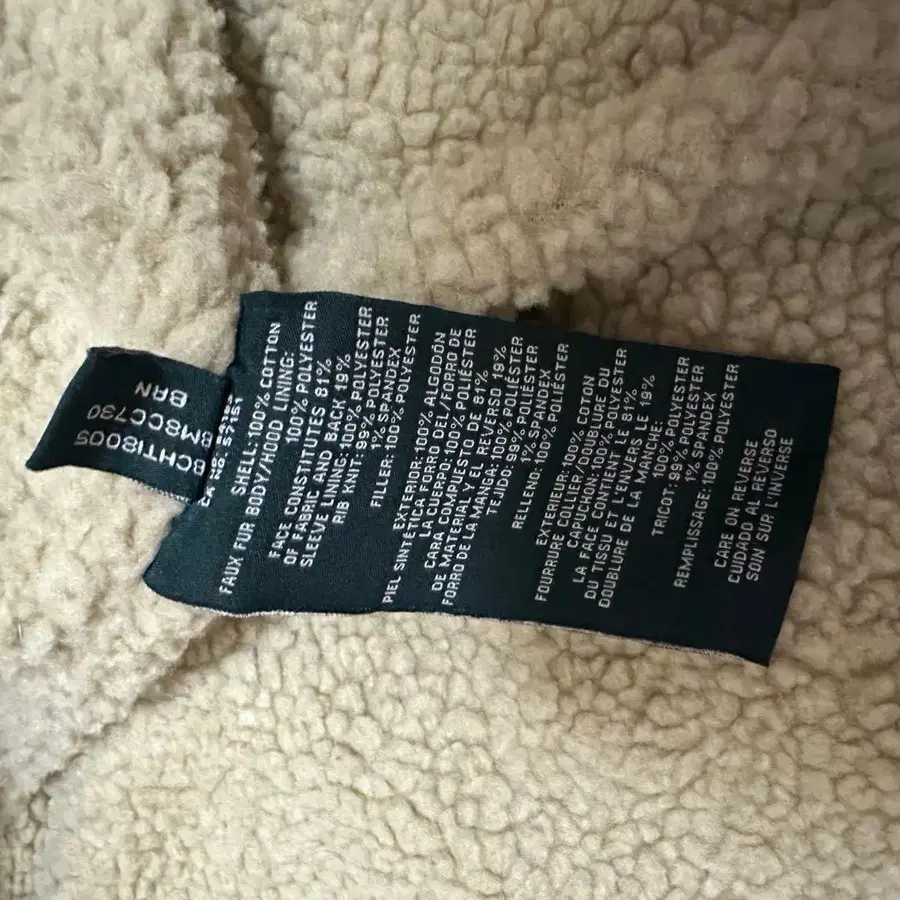 BCHTI8005
BM8CC730
BRN
SHELL:100% COTTON
FAUX FUR BODY/HOOD LINING:
100% POLYESTER
FACE CONSTITUTES 81%
OF FABRIC AND BACK 19%
SLEEVE LINING: 100% POLYESTER
RIB KNIT: 99% POLYESTER
1% SPANDEX
FILLER: 100% POLYESTER
EXTERIOR: 100% ALGODÓN
PIEL SINTÉTICA FORRO DEL/FORRO DE
LA CUERPO: 100% POLIÉSTER
CARA COMPUESTO DE 81%
DE MATERIAL Y EL REVERSO 19%
FORRO DE LA MANGA: 100% POLIÉSTER
TEJIDO: 99% POLIÉSTER
1% SPANDEX
RELLENO: 100% POLIÉSTER
EXTÉRIEUR: 100% COTON
FOURRURE COLLIER/DOUBLURE DU
CAPUCHON: 100% POLYESTER
LA FACE CONTIENT LE 81%
DU TISSU ET L'ENVERS LE 19%
DOUBLURE DE LA MANCHE:
100% POLYESTER
TRICOT: 99% POLYESTER
1% SPANDEX
REMPLISSAGE: 100% POLYESTER
CARE ON REVERSE
CUIDADO AL REVERSO
SOIN SUR L'INVERSE